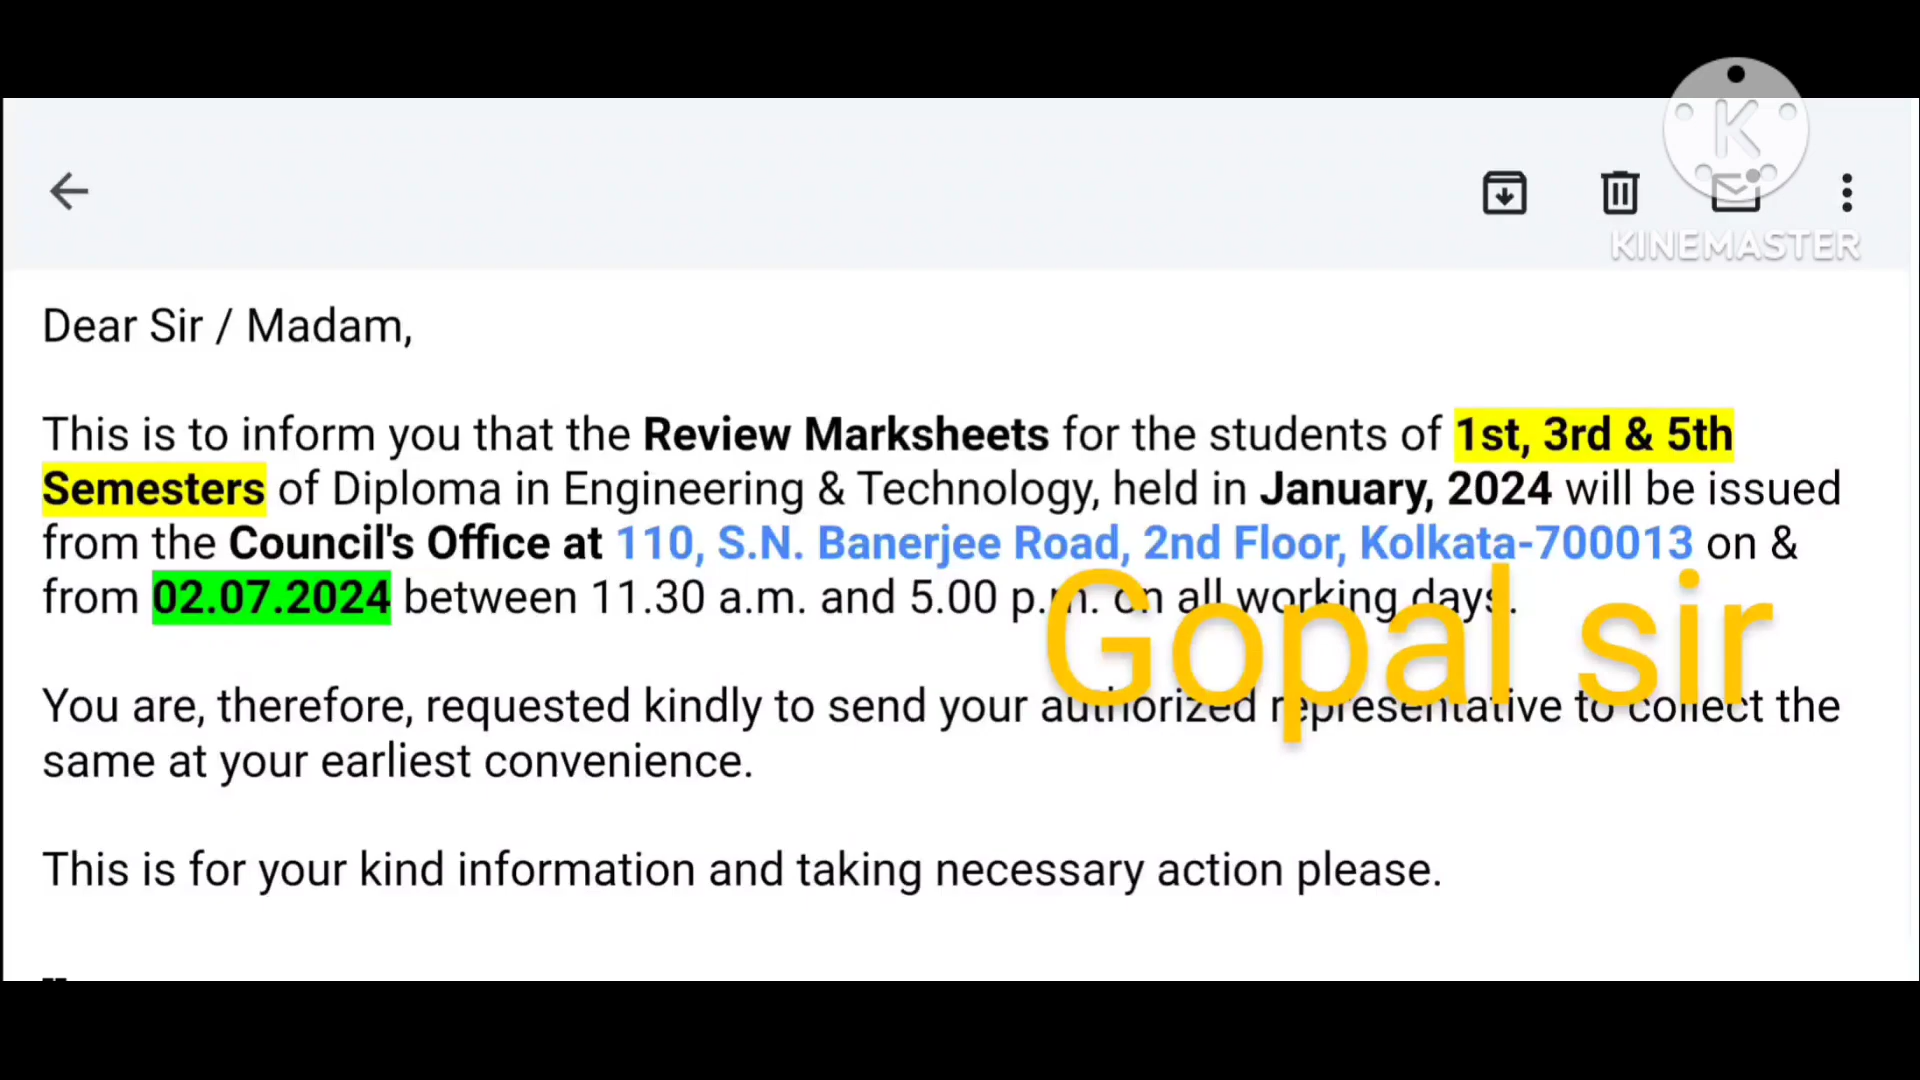 K
KINEMASTER
Dear Sir / Madam,
This is to inform you that the Review Marksheets for the students of 1st, 3rd & 5th
Semesters of Diploma in Engineering & Technology, held in January, 2024 will be issued
from the Council's Office at 110, S.N. Banerjee Road, 2nd Floor, Kolkata-700013 on &
from 02.07.2024 between 11.30 a.m. and 5.00 p.m. on all working days.
Gopal sir
You are, therefore, requested kindly to send your authorized representative to collect the
same at your earliest convenience.
This is for your kind information and taking necessary action please.